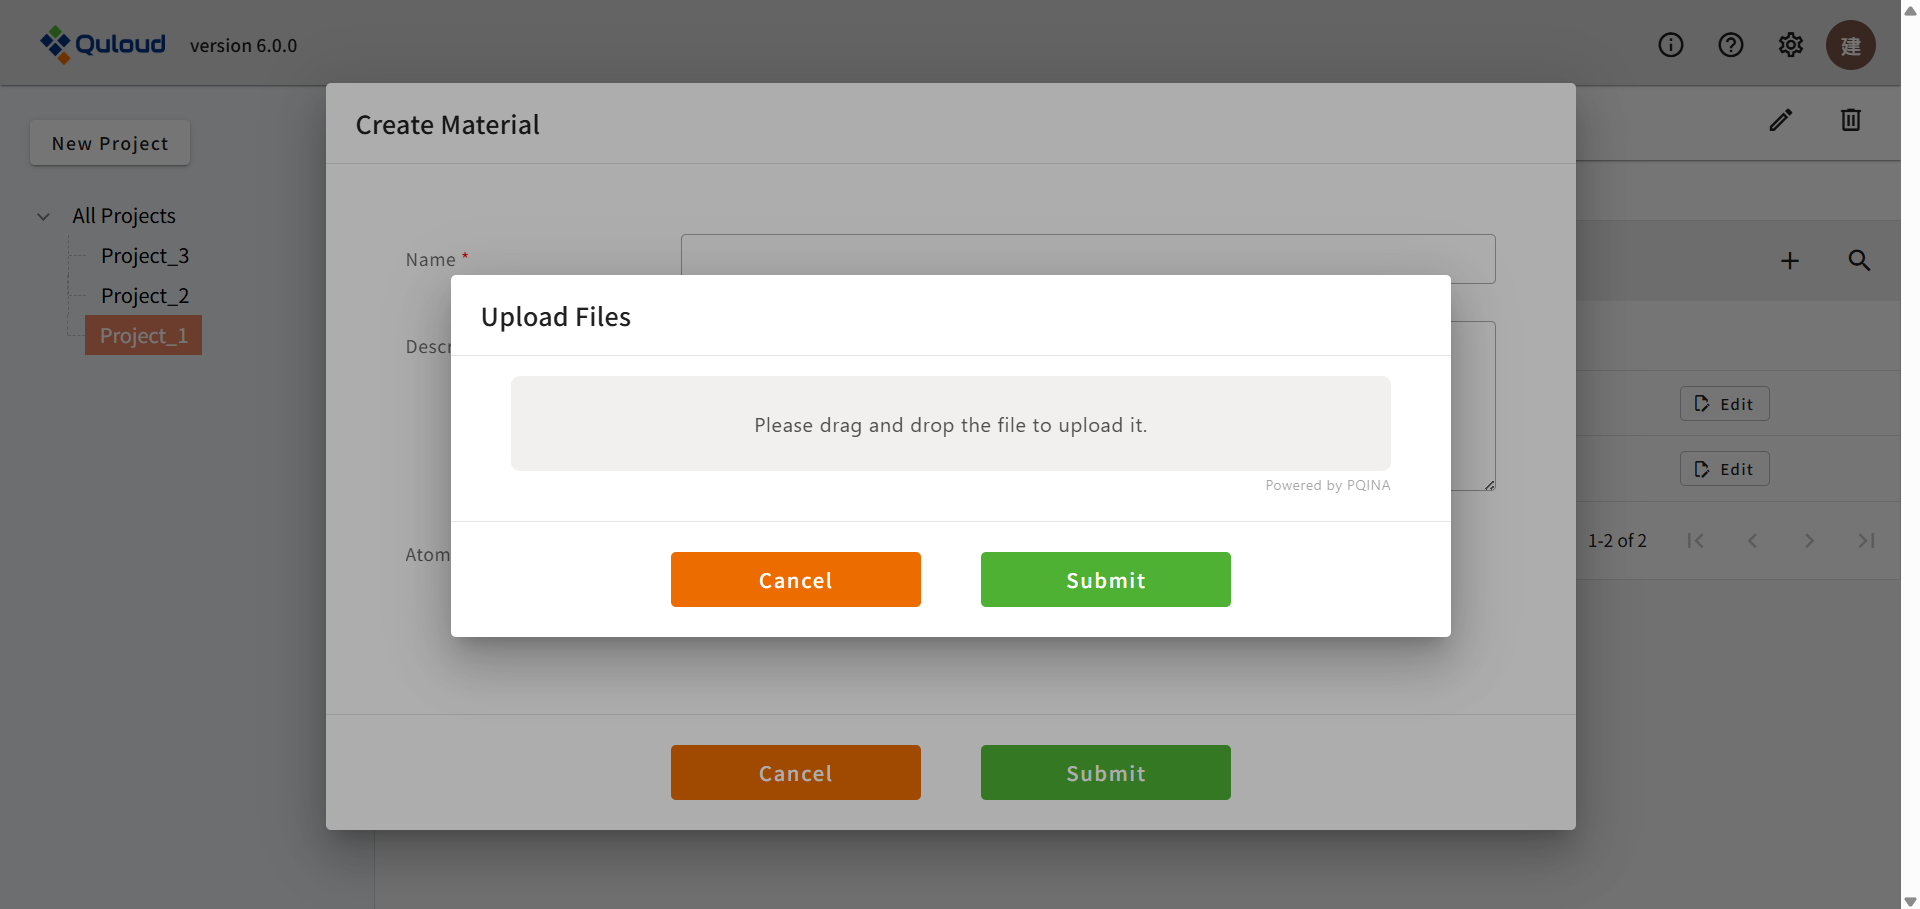 Quloud version 6.0.0
建
New Project
All Projects
Project_3
Project_2
Project_1
Create Material
Name *
Descr
Atom
Upload Files
Please drag and drop the file to upload it.
Powered by PQINA
Cancel
Submit
Cancel
Submit
Edit
Edit
1-2 of 2